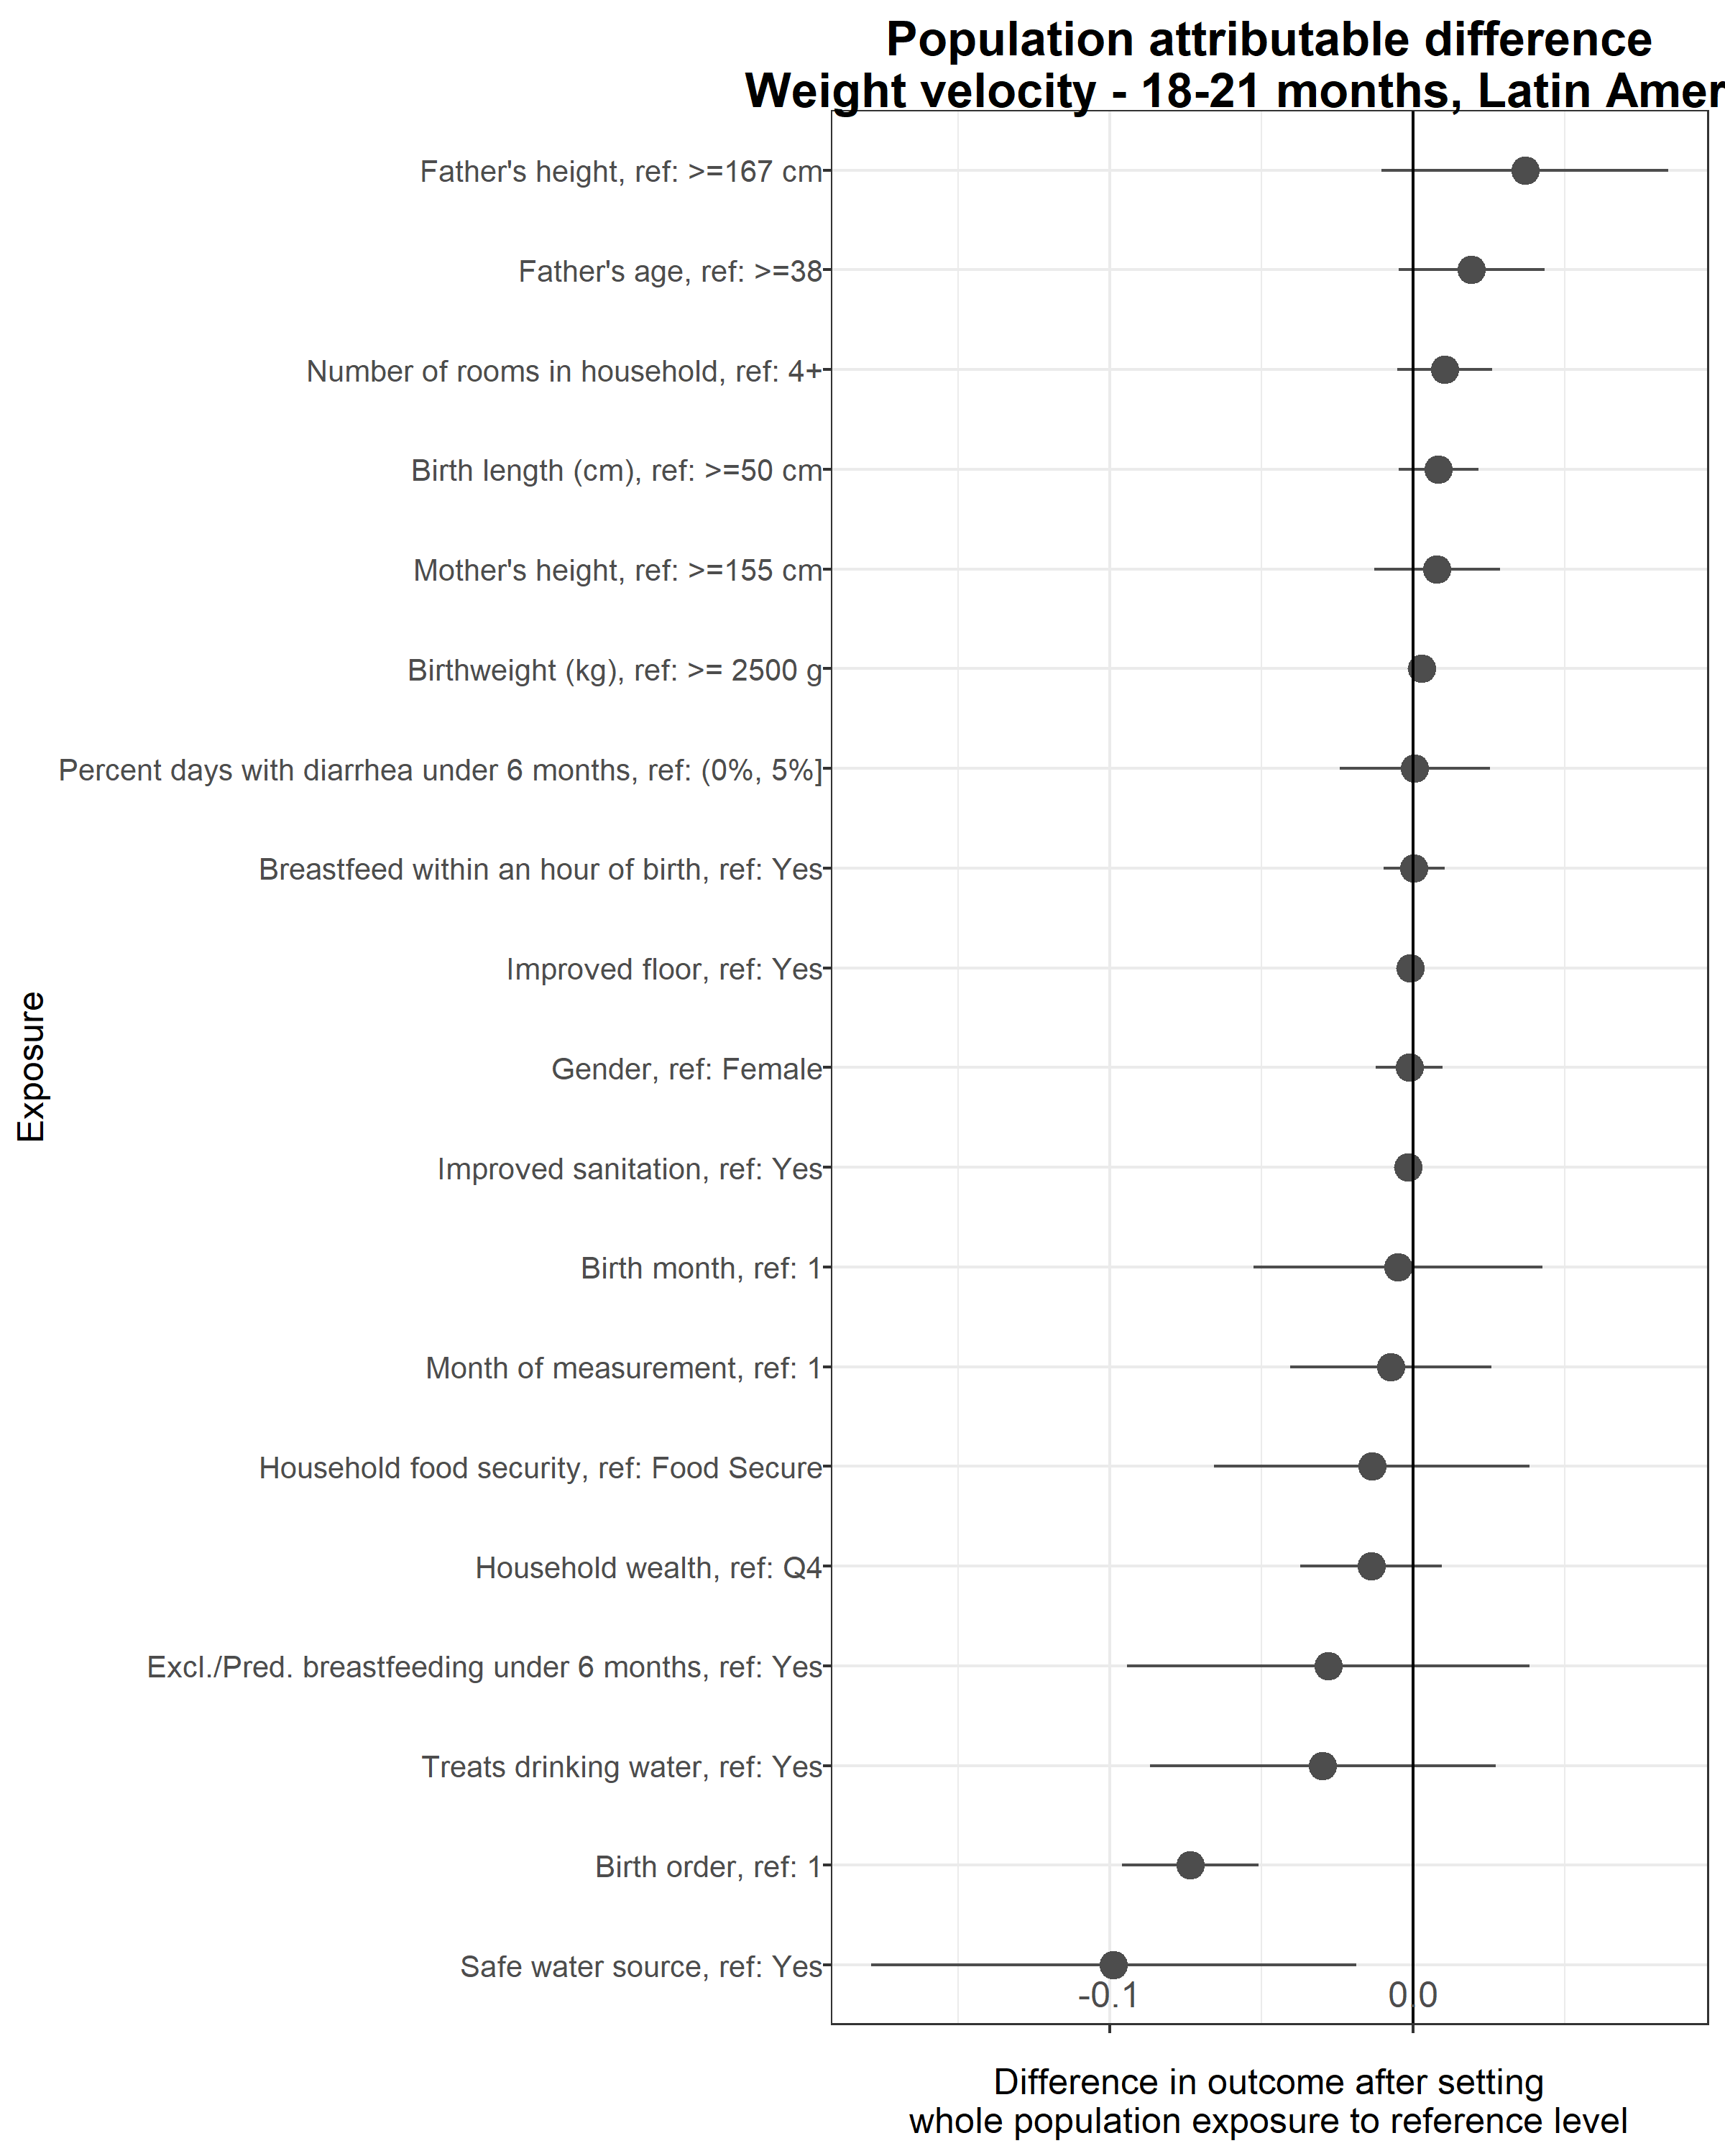 Population attributable difference
Weight velocity - 18-21 months, Latin Amer
Father's height, ref: >=167 cm
Father's age, ref: >=38
Number of rooms in household, ref: 4+
Birth length (cm), ref: >=50 cm
Mother's height, ref: >=155 cm
Birthweight (kg), ref: >= 2500 g
Percent days with diarrhea under 6 months, ref: (0%, 5%]
Breastfeed within an hour of birth, ref: Yes
Improved floor, ref: Yes
Gender, ref: Female
Improved sanitation, ref: Yes
Birth month, ref: 1
Month of measurement, ref: 1
Household food security, ref: Food Secure
Household wealth, ref: Q4
Excl./Pred. breastfeeding under 6 months, ref: Yes
Treats drinking water, ref: Yes
Birth order, ref: 1
Safe water source, ref: Yes
Exposure
-0.1
0.0
Difference in outcome after setting
whole population exposure to reference level